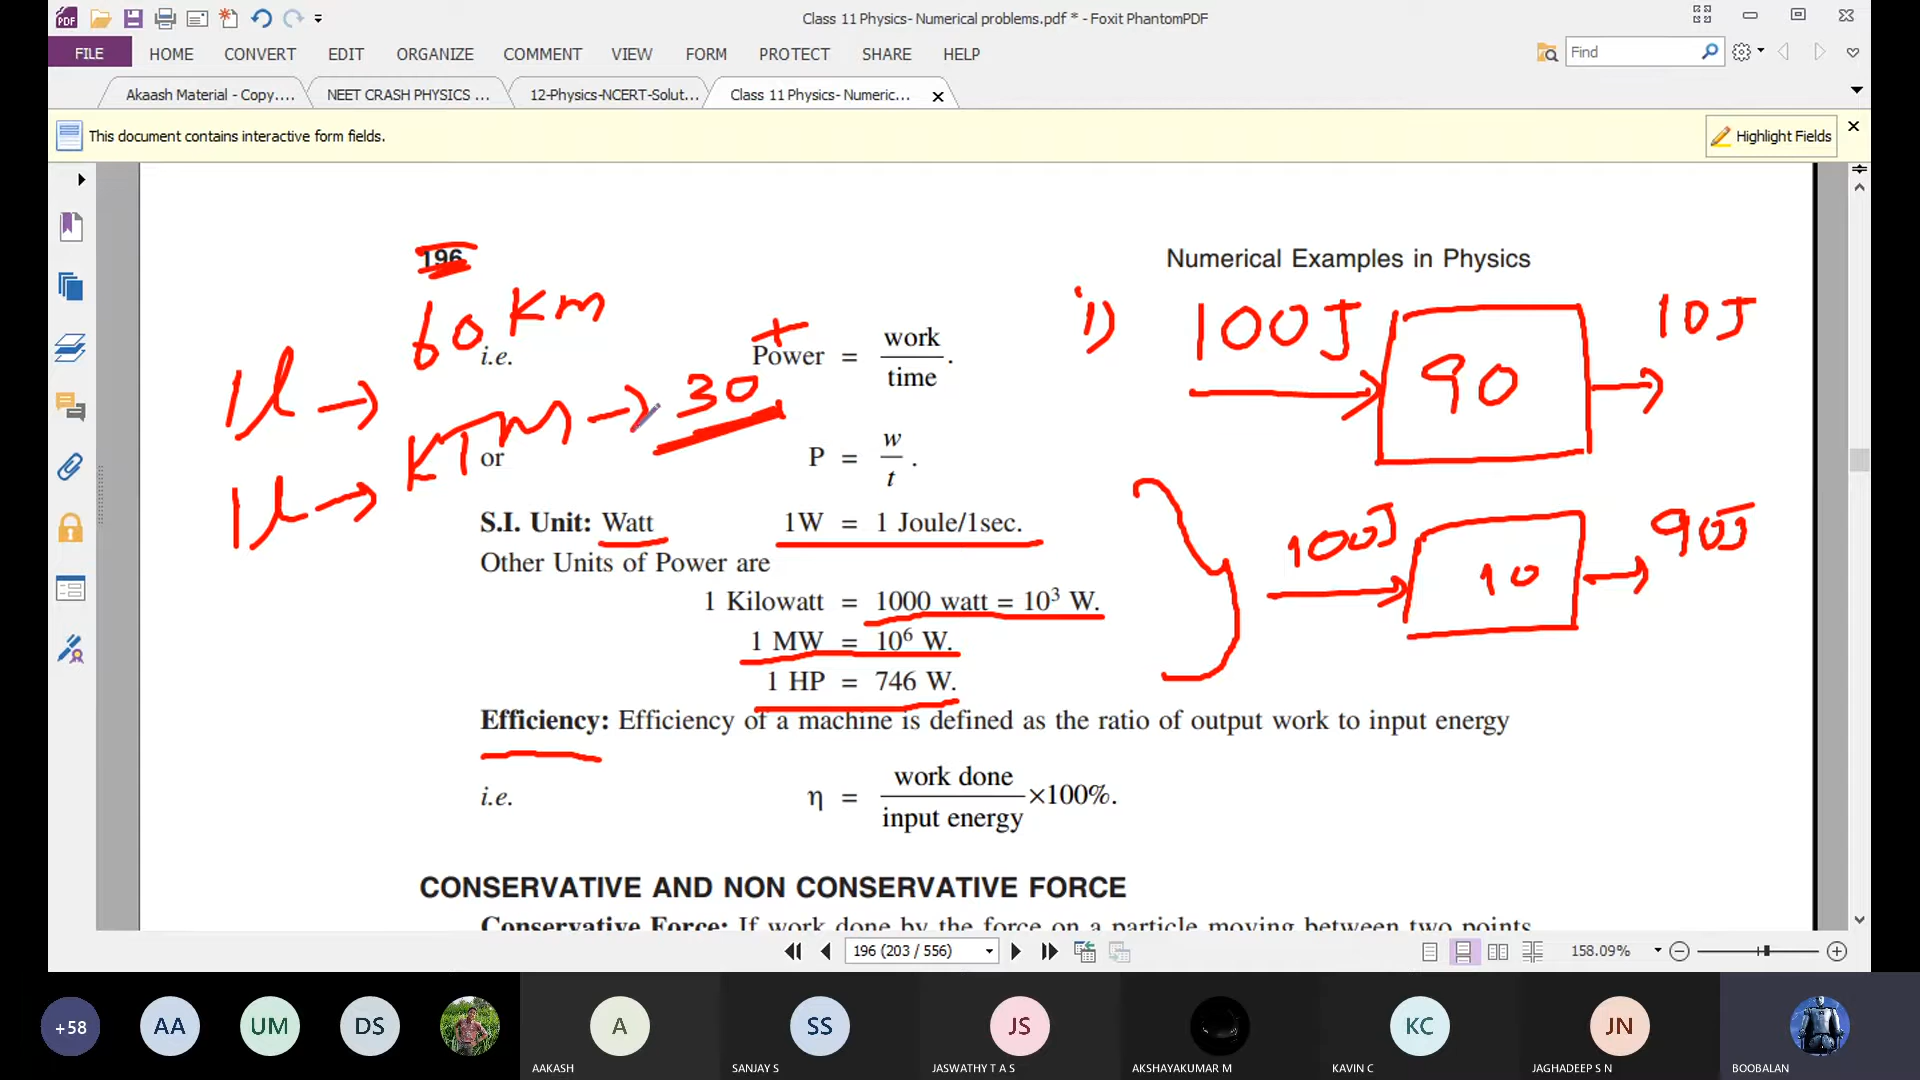 Class 11 Physics- Numerical problems.pdf * - Foxit PhantomPDF
FILE HOME CONVERT EDIT ORGANIZE COMMENT VIEW FORM PROTECT SHARE HELP Find
Akaash Material - Copy.... NEET CRASH PHYSICS ... 12-Physics-NCERT-Solut... Class 11 Physics- Numeric...
This document contains interactive form fields. Highlight Fields
196 Numerical Examples in Physics
60 Km
i) 100J 90 10J
i.e. Power = work/time.
1l → 
KTM → 30
or P = w/t.
1l →
S.I. Unit: Watt 1W = 1 Joule/1sec.
100J 10 90J
Other Units of Power are
1 Kilowatt = 1000 watt = 10³ W.
1 MW = 10⁶ W.
1 HP = 746 W.
Efficiency: Efficiency of a machine is defined as the ratio of output work to input energy
i.e. η = work done/input energy ×100%.
CONSERVATIVE AND NON CONSERVATIVE FORCE
Conservative Force: If work done by the force on a particle moving between two points
196 (203 / 556) 158.09%
+58 AA UM DS A SS JS KC JN
AAKASH SANJAY S JASWATHY T A S AKSHAYAKUMAR M KAVIN C JAGHADEEP S N BOOBALAN